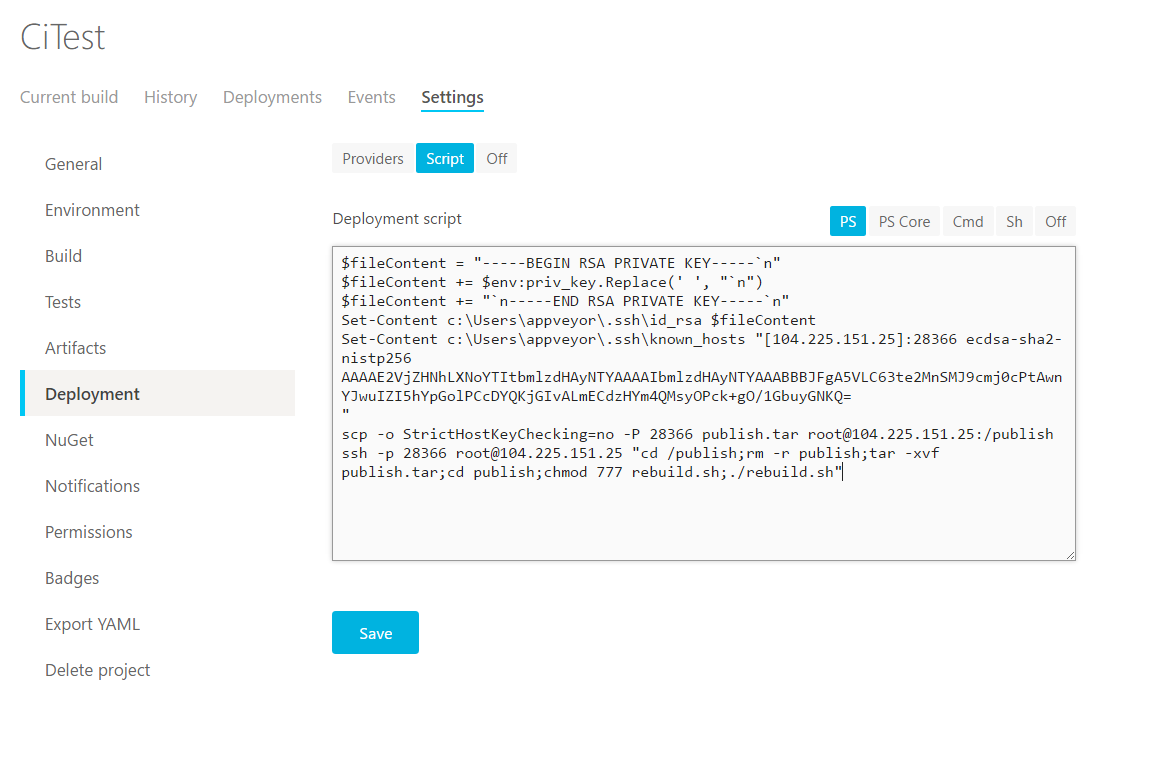 CiTest
Current build History Deployments Events Settings
General
Environment
Build
Tests
Artifacts
Deployment
NuGet
Notifications
Permissions
Badges
Export YAML
Delete project
Providers Script Off
Deployment script
PS PS Core Cmd Sh Off
$fileContent = "-----BEGIN RSA PRIVATE KEY-----`n"
$fileContent += $env:priv_key.Replace(' ', "`n")
$fileContent += "`n-----END RSA PRIVATE KEY-----`n"
Set-Content c:\Users\appveyor\.ssh\id_rsa $fileContent
Set-Content c:\Users\appveyor\.ssh\known_hosts "[104.225.151.25]:28366 ecdsa-sha2-
nistp256
AAAAE2VjZHNhLXNoYTItbmlzdHAyNTYAAAAIbmlzdHAyNTYAAABBBJFgA5VLC63te2MnSMJ9cmj0cPtAwn
YJwuIZI5hYpGolPCcDYQKjGIvALmECdzHYm4QMsyOPck+gO/1GbuyGNKQ=
"
scp -o StrictHostKeyChecking=no -P 28366 publish.tar root@104.225.151.25:/publish
ssh -p 28366 root@104.225.151.25 "cd /publish;rm -r publish;tar -xvf
publish.tar;cd publish;chmod 777 rebuild.sh;./rebuild.sh"
Save